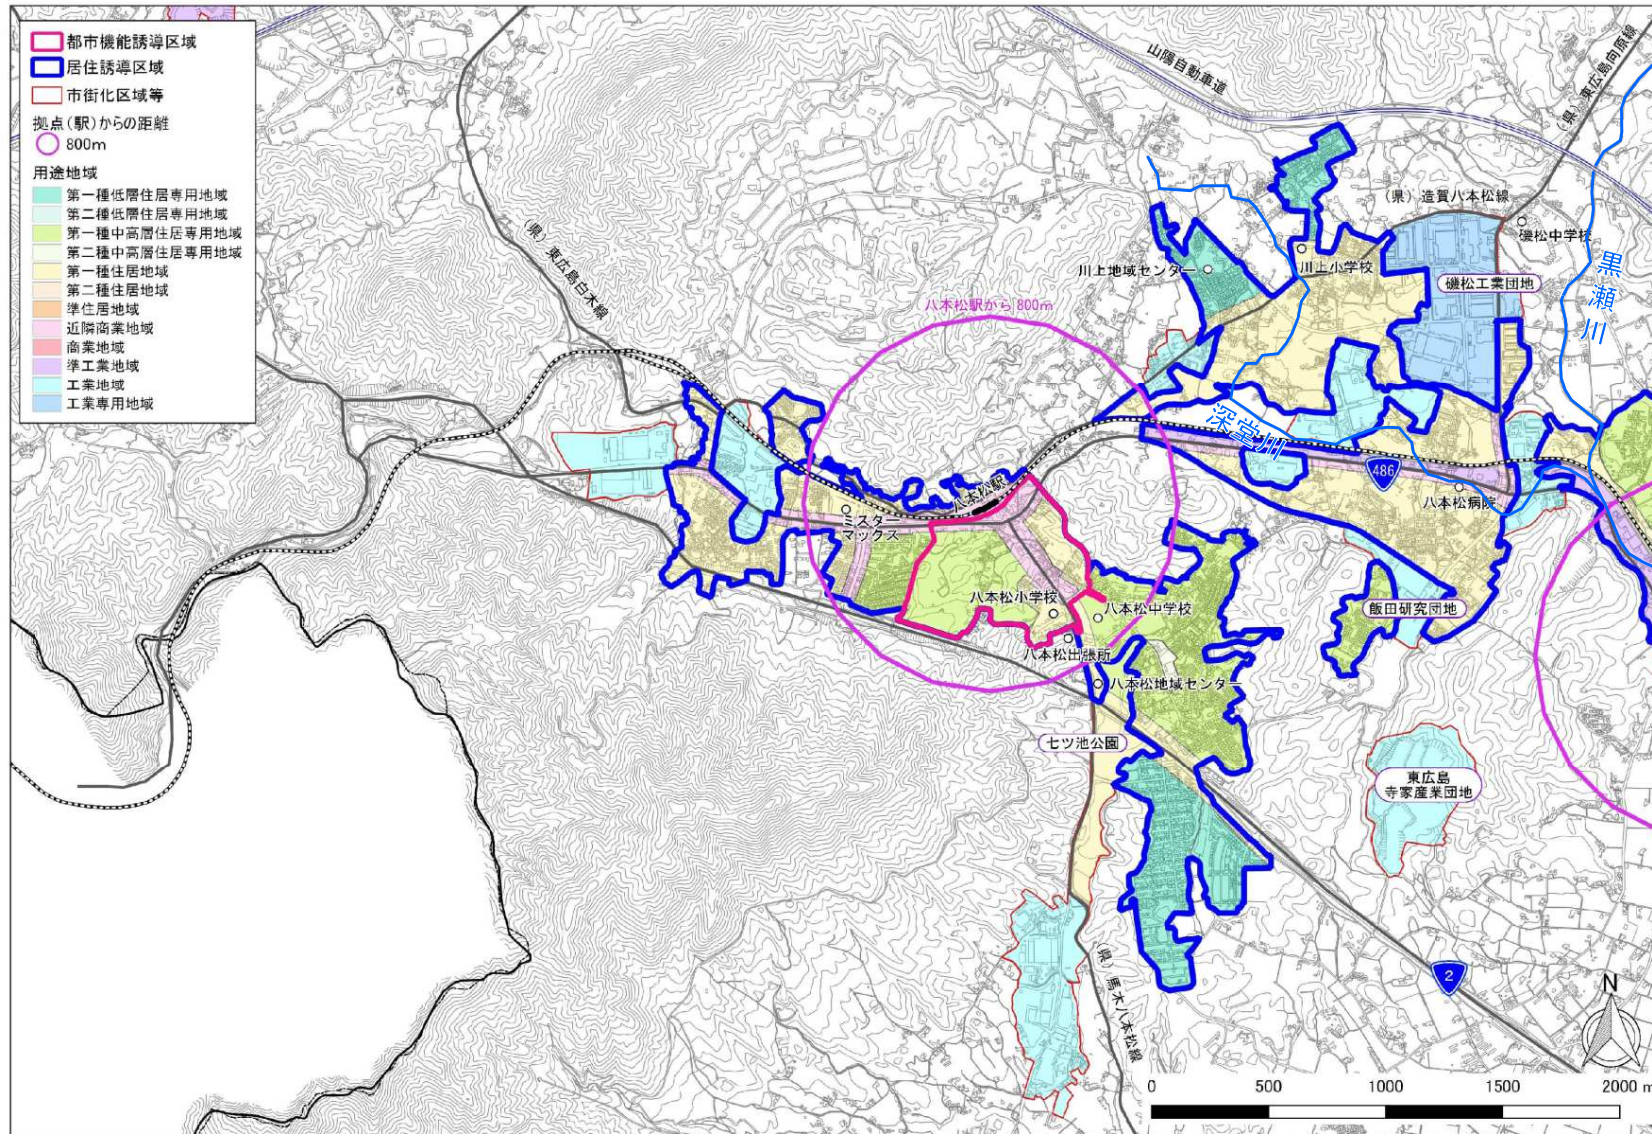 都市機能誘導区域
居住誘導区域
市街化区域等
拠点(駅)からの距離
800m
用途地域
第一種低層住居専用地域
第二種低層住居専用地域
第一種中高層住居専用地域
第二種中高層住居専用地域
第一種住居地域
第二種住居地域
準住居地域
近隣商業地域
商業地域
準工業地域
工業地域
工業専用地域
山陽自動車道
(県)東広島向原線
(県)造賀八本松線
磯松中学校
黒瀬川
川上小学校
川上地域センター
磯松工業団地
(県)東広島白木線
八本松駅から800m
深堂川
486
八本松病院
八本松駅
ミスター
マックス
八本松小学校
八本松中学校
飯田研究団地
八本松出張所
八本松地域センター
七ツ池公園
東広島
寺家産業団地
(県)馬木八本松線
2
N
0 500 1000 1500 2000 m